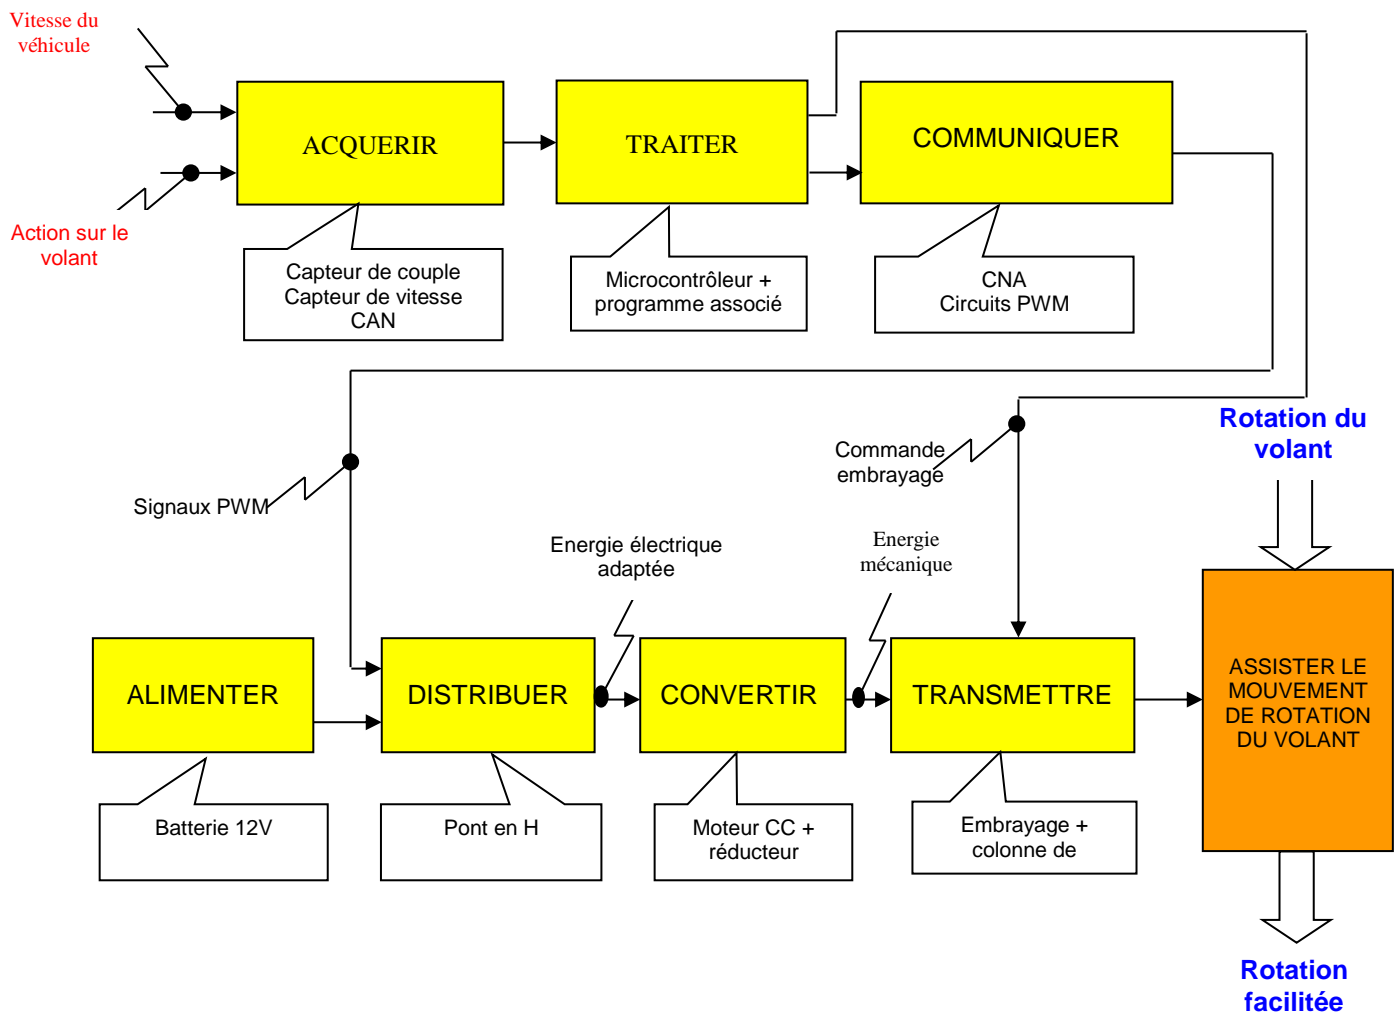 Vitesse du
véhicule
ACQUERIR
TRAITER
COMMUNIQUER
Action sur le
volant
Capteur de couple
Capteur de vitesse
CAN
Microcontrôleur +
programme associé
CNA
Circuits PWM
Rotation du
volant
Commande
embrayage
Signaux PWM
Energie électrique
adaptée
Energie
mécanique
ALIMENTER
DISTRIBUER
CONVERTIR
TRANSMETTRE
ASSISTER LE
MOUVEMENT
DE ROTATION
DU VOLANT
Batterie 12V
Pont en H
Moteur CC +
réducteur
Embrayage +
colonne de
Rotation
facilitée